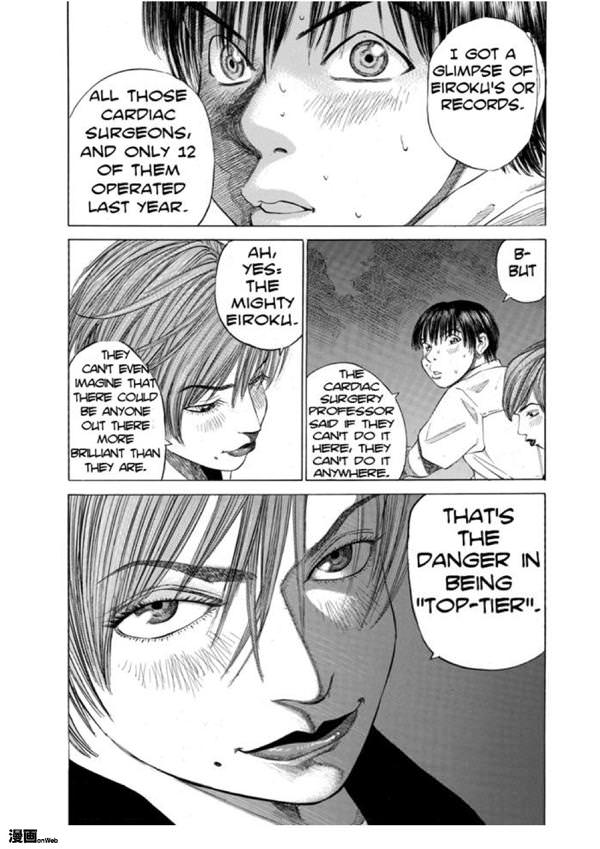 I GOT A
GLIMPSE OF
EIROKU'S OR
RECORDS.
ALL THOSE
CARDIAC
SURGEONS,
AND ONLY 12
OF THEM
OPERATED
LAST YEAR.
B-
BUT
THE
CARDIAC
SURGERY
PROFESSOR
SAID IF THEY
CAN'T DO IT
HERE, THEY
CAN'T DO IT
ANYWHERE.
AH,
YES:
THE
MIGHTY
EIROKU.
THEY
CAN'T EVEN
IMAGINE THAT
THERE COULD
BE ANYONE
OUT THERE
MORE
BRILLIANT THAN
THEY ARE.
THAT'S
THE
DANGER IN
BEING
"TOP-TIER".
漫画onWeb